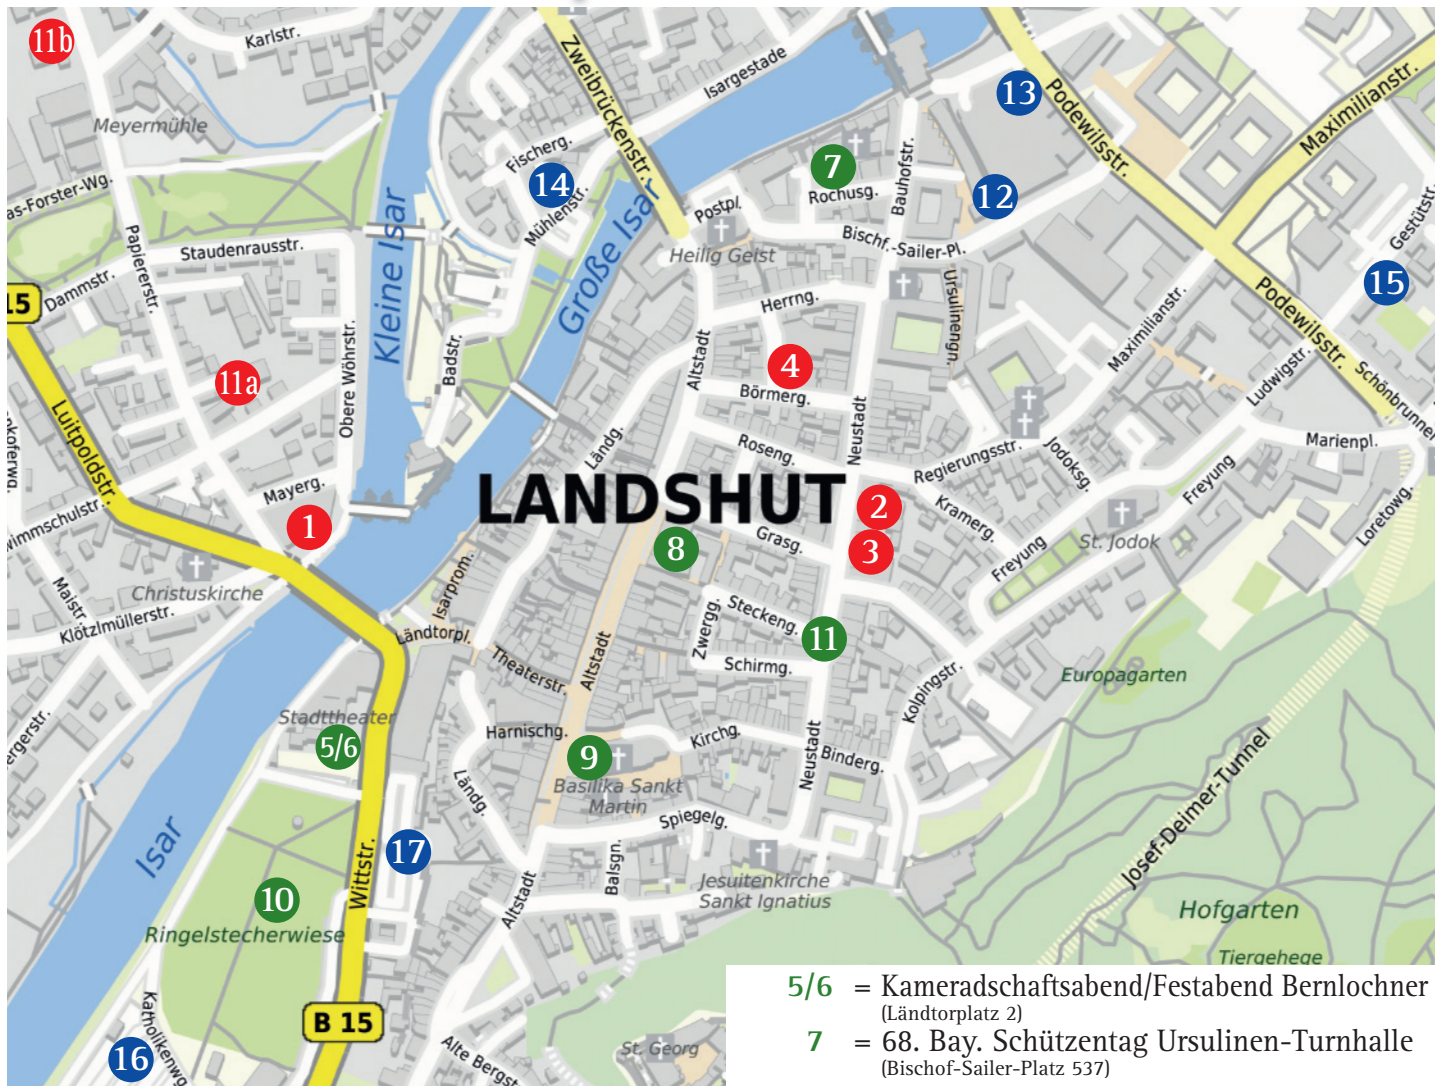 11b
Karlstr.
Zweibrückenstr.
Isargestade
13
Podewilsstr.
Maximilianstr.
Meyermühle
Fischerg.
14
Mühlenstr.
7
Rochusg.
Bauhofstr.
12
as-Forster-Wg.
Papiererstr.
Staudenrausstr.
Kleine Isar
Große Isar
Postpl.
Heilig Geist
Bischf.-Sailer-Pl.
Gestütstr.
15
Dammstr.
15
Herrng.
Ursulinengn.
Maximilianstr.
Podewilsstr.
Obere Wöhrstr.
Badstr.
Altstadt
4
Börmerg.
Neustadt
Ludwigstr.
Schönbrunner
11a
Luitpoldstr.
nkoferwg.
Ländg.
Roseng.
Regierungsstr.
Jodoksg.
Marienpl.
Freyung
Loretowg.
Mayerg.
wimmschulstr.
1
LANDSHUT
2
Kramerg.
3
8
Grasg.
Freyung
St. Jodok
Christuskirche
Maistr.
Klötzlmüllerstr.
Isarprom.
Ländtorpl.
Theaterstr.
Altstadt
Zwergg.
Steckeng.
11
Schirmg.
Kolpingstr.
Europagarten
ergerstr.
Stadttheater
5/6
Harnischg.
9
Kirchg.
Neustadt
Binderg.
Basilika Sankt
Martin
Ländg.
Spiegelg.
Josef-Deimer-Tunnel
Isar
Wittstr.
17
Balsgn.
Altstadt
Jesuitenkirche
Sankt Ignatius
10
Ringelstecherwiese
Hofgarten
Tiergehege
Katholikenwg.
16
B 15
Alte Bergst
St. Georg
5/6 = Kameradschaftsabend/Festabend Bernlochner
(Ländtorplatz 2)
7 = 68. Bay. Schützentag Ursulinen-Turnhalle
(Bischof-Sailer-Platz 537)